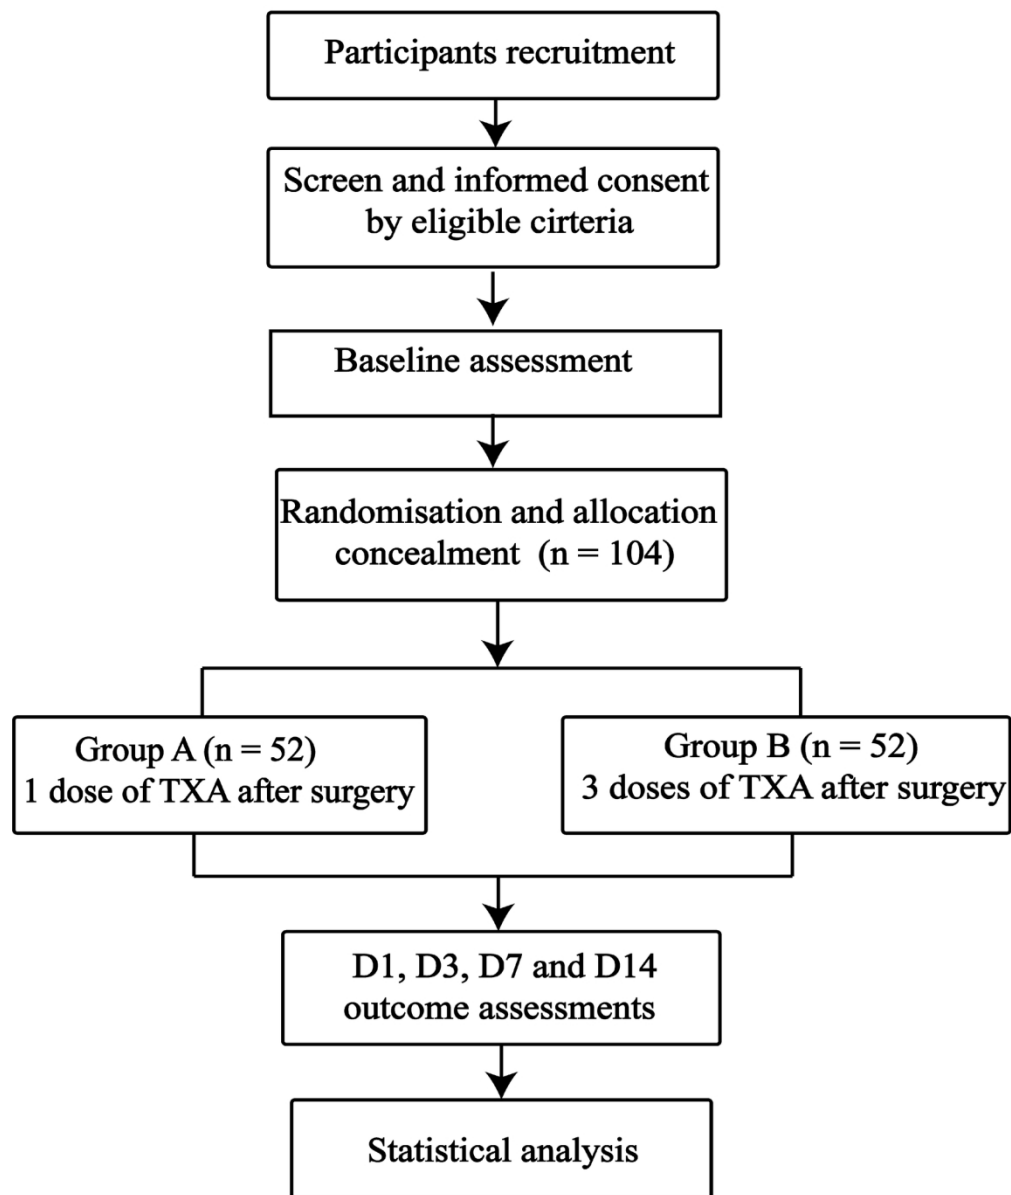 Participants recruitment
Screen and informed consent
by eligible cirteria
Baseline assessment
Randomisation and allocation
concealment (n = 104)
Group A (n = 52)
1 dose of TXA after surgery
Group B (n = 52)
3 doses of TXA after surgery
D1, D3, D7 and D14
outcome assessments
Statistical analysis